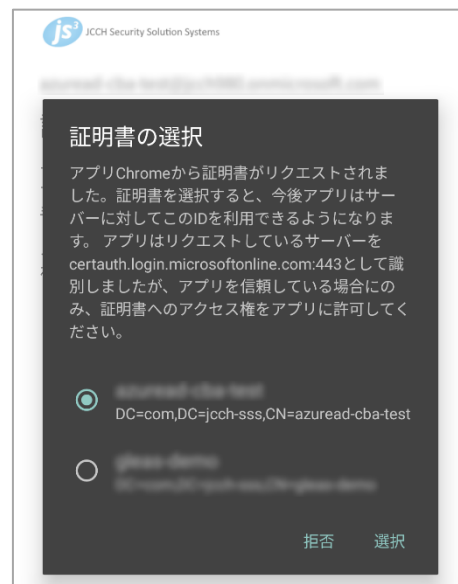 js3 JCCH Security Solution Systems
証明書の選択
アプリChromeから証明書がリクエストされま
した。証明書を選択すると、今後アプリはサー
バーに対してこのIDを利用できるようになりま
す。 アプリはリクエストしているサーバーを
certauth.login.microsoftonline.com:443として識
別しましたが、アプリを信頼している場合にの
み、証明書へのアクセス権をアプリに許可してく
ださい。
DC=com,DC=jcch-sss,CN=azuread-cba-test
拒否 選択